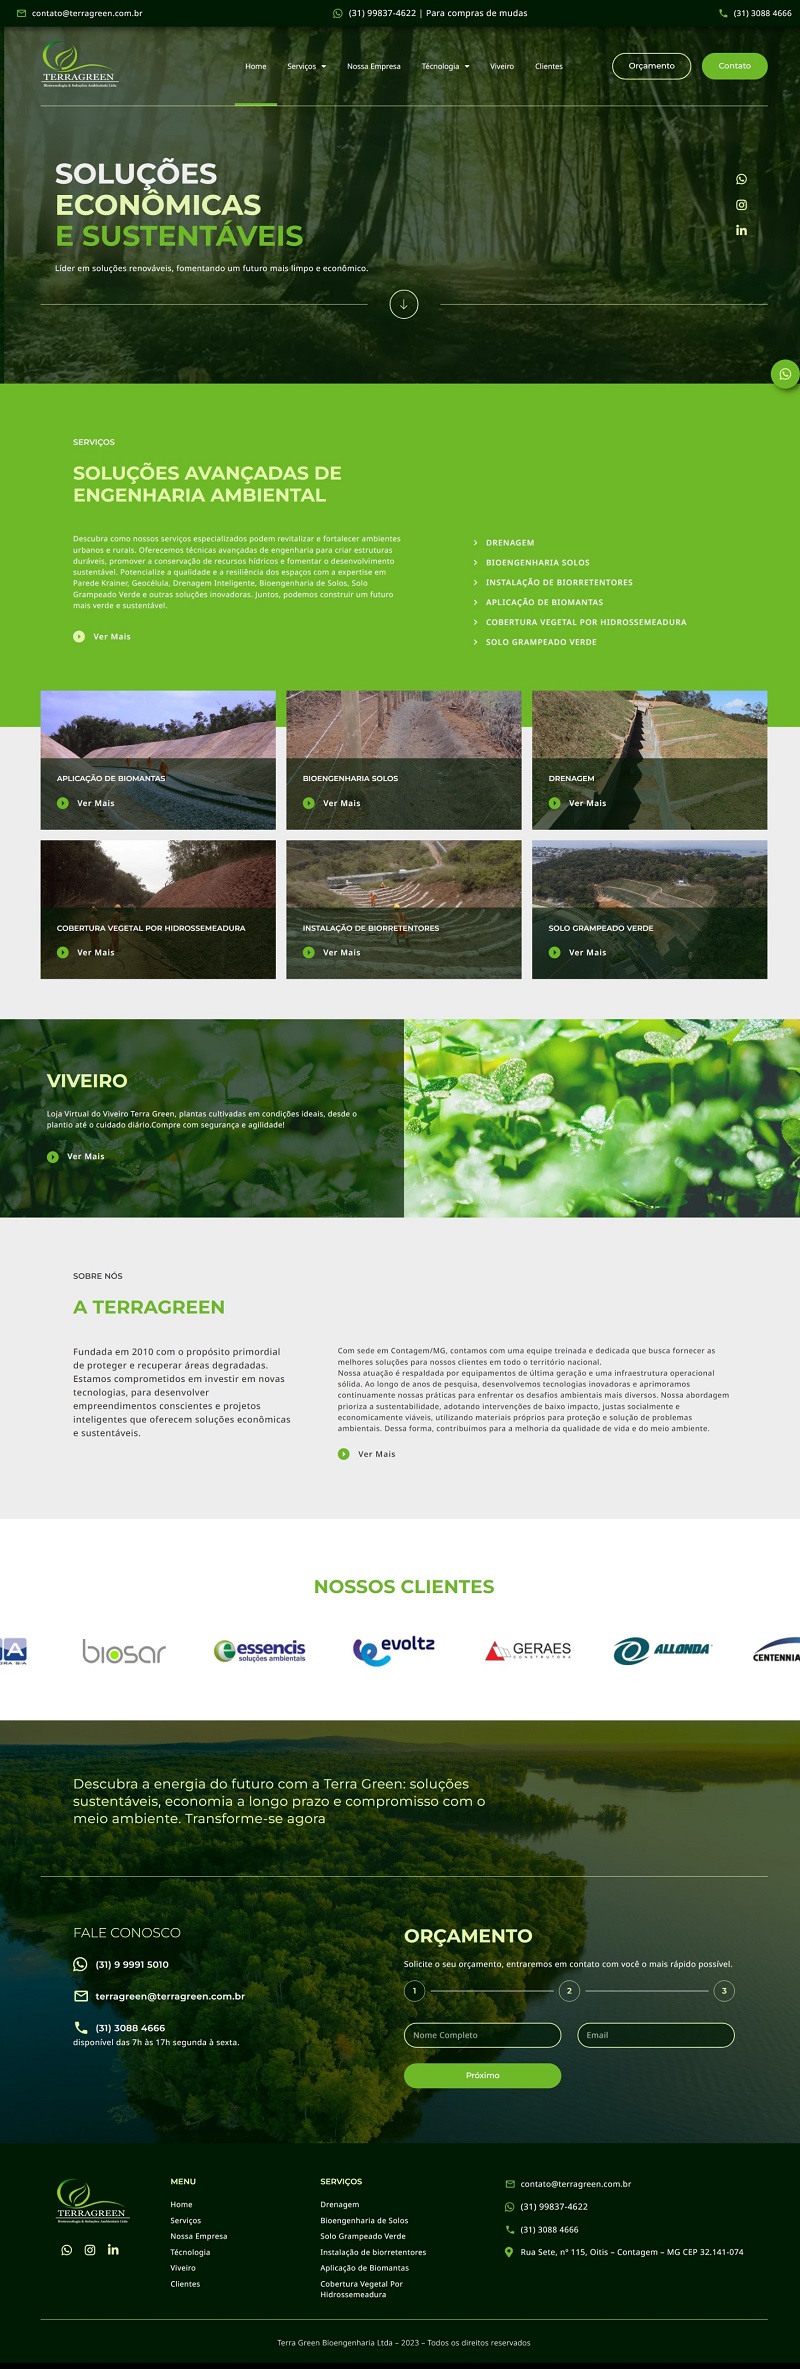 contato@terragreen.com.br
(31) 99837-4622 | Para compras de mudas
(31) 3088 4666
TERRAGREEN
Biotecnologia & Soluções Ambientais Ltda.
Home
Serviços
Nossa Empresa
Técnologia
Viveiro
Clientes
Orçamento
Contato
SOLUÇÕES
ECONÔMICAS
E SUSTENTÁVEIS
Líder em soluções renováveis, fomentando um futuro mais limpo e econômico.
SERVIÇOS
SOLUÇÕES AVANÇADAS DE
ENGENHARIA AMBIENTAL
Descubra como nossos serviços especializados podem revitalizar e fortalecer ambientes
urbanos e rurais. Oferecemos técnicas avançadas de engenharia para criar estruturas
duráveis, promover a conservação de recursos hídricos e fomentar o desenvolvimento
sustentável. Potencialize a qualidade e a resiliência dos espaços com a expertise em
Parede Krainer, Geocélula, Drenagem Inteligente, Bioengenharia de Solos, Solo
Grampeado Verde e outras soluções inovadoras. Juntos, podemos construir um futuro
mais verde e sustentável.
Ver Mais
DRENAGEM
BIOENGENHARIA SOLOS
INSTALAÇÃO DE BIORRETENTORES
APLICAÇÃO DE BIOMANTAS
COBERTURA VEGETAL POR HIDROSSEMEADURA
SOLO GRAMPEADO VERDE
APLICAÇÃO DE BIOMANTAS
Ver Mais
BIOENGENHARIA SOLOS
Ver Mais
DRENAGEM
Ver Mais
COBERTURA VEGETAL POR HIDROSSEMEADURA
Ver Mais
INSTALAÇÃO DE BIORRETENTORES
Ver Mais
SOLO GRAMPEADO VERDE
Ver Mais
VIVEIRO
Loja Virtual do Viveiro Terra Green, plantas cultivadas em condições ideais, desde o
plantio até o cuidado diário.Compre com segurança e agilidade!
Ver Mais
SOBRE NÓS
A TERRAGREEN
Fundada em 2010 com o propósito primordial
de proteger e recuperar áreas degradadas.
Estamos comprometidos em investir em novas
tecnologias, para desenvolver
empreendimentos conscientes e projetos
inteligentes que oferecem soluções econômicas
e sustentáveis.
Com sede em Contagem/MG, contamos com uma equipe treinada e dedicada que busca fornecer as
melhores soluções para nossos clientes em todo o território nacional.
Nossa atuação é respaldada por equipamentos de última geração e uma infraestrutura operacional
sólida. Ao longo de anos de pesquisa, desenvolvemos tecnologias inovadoras e aprimoramos
continuamente nossas práticas para enfrentar os desafios ambientais mais diversos. Nossa abordagem
prioriza a sustentabilidade, adotando intervenções de baixo impacto, justas socialmente e
economicamente viáveis, utilizando materiais próprios para proteção e solução de problemas
ambientais. Dessa forma, contribuímos para a melhoria da qualidade de vida e do meio ambiente.
Ver Mais
NOSSOS CLIENTES
biosar
essencis
soluções ambientais
evoltz
GERAES
CONSTRUTORA
ALLONDA
CENTENNIA
Descubra a energia do futuro com a Terra Green: soluções
sustentáveis, economia a longo prazo e compromisso com o
meio ambiente. Transforme-se agora
FALE CONOSCO
(31) 9 9991 5010
terragreen@terragreen.com.br
(31) 3088 4666
disponível das 7h às 17h segunda à sexta.
ORÇAMENTO
Solicite o seu orçamento, entraremos em contato com você o mais rápido possível.
1
2
3
Nome Completo
Email
Próximo
TERRAGREEN
Biotecnologia & Soluções Ambientais Ltda.
MENU
Home
Serviços
Nossa Empresa
Técnologia
Viveiro
Clientes
SERVIÇOS
Drenagem
Bioengenharia de Solos
Solo Grampeado Verde
Instalação de biorretentores
Aplicação de Biomantas
Cobertura Vegetal Por
Hidrossemeadura
contato@terragreen.com.br
(31) 99837-4622
(31) 3088 4666
Rua Sete, nº 115, Oitis – Contagem – MG CEP 32.141-074
Terra Green Bioengenharia Ltda – 2023 – Todos os direitos reservados